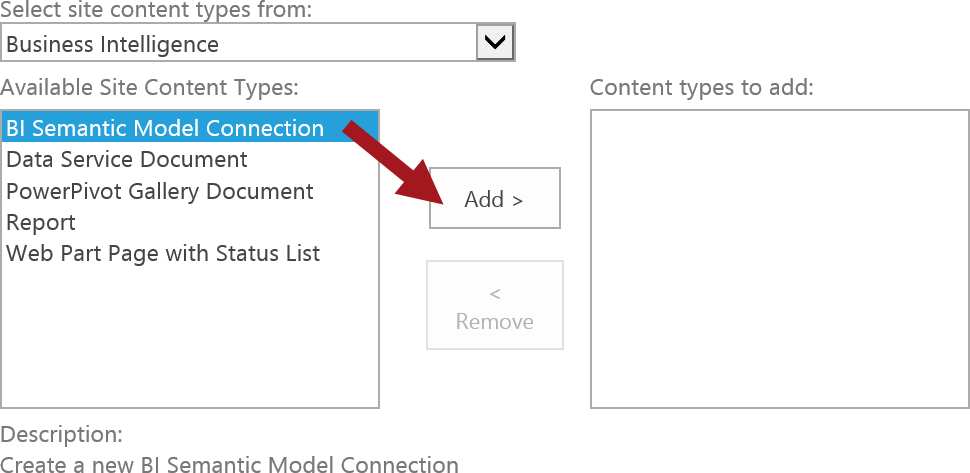 Select site content types from:
Business Intelligence
Available Site Content Types:
BI Semantic Model Connection
Data Service Document
PowerPivot Gallery Document
Report
Web Part Page with Status List
Add >
<
Remove
Content types to add:
Description:
Create a new BI Semantic Model Connection